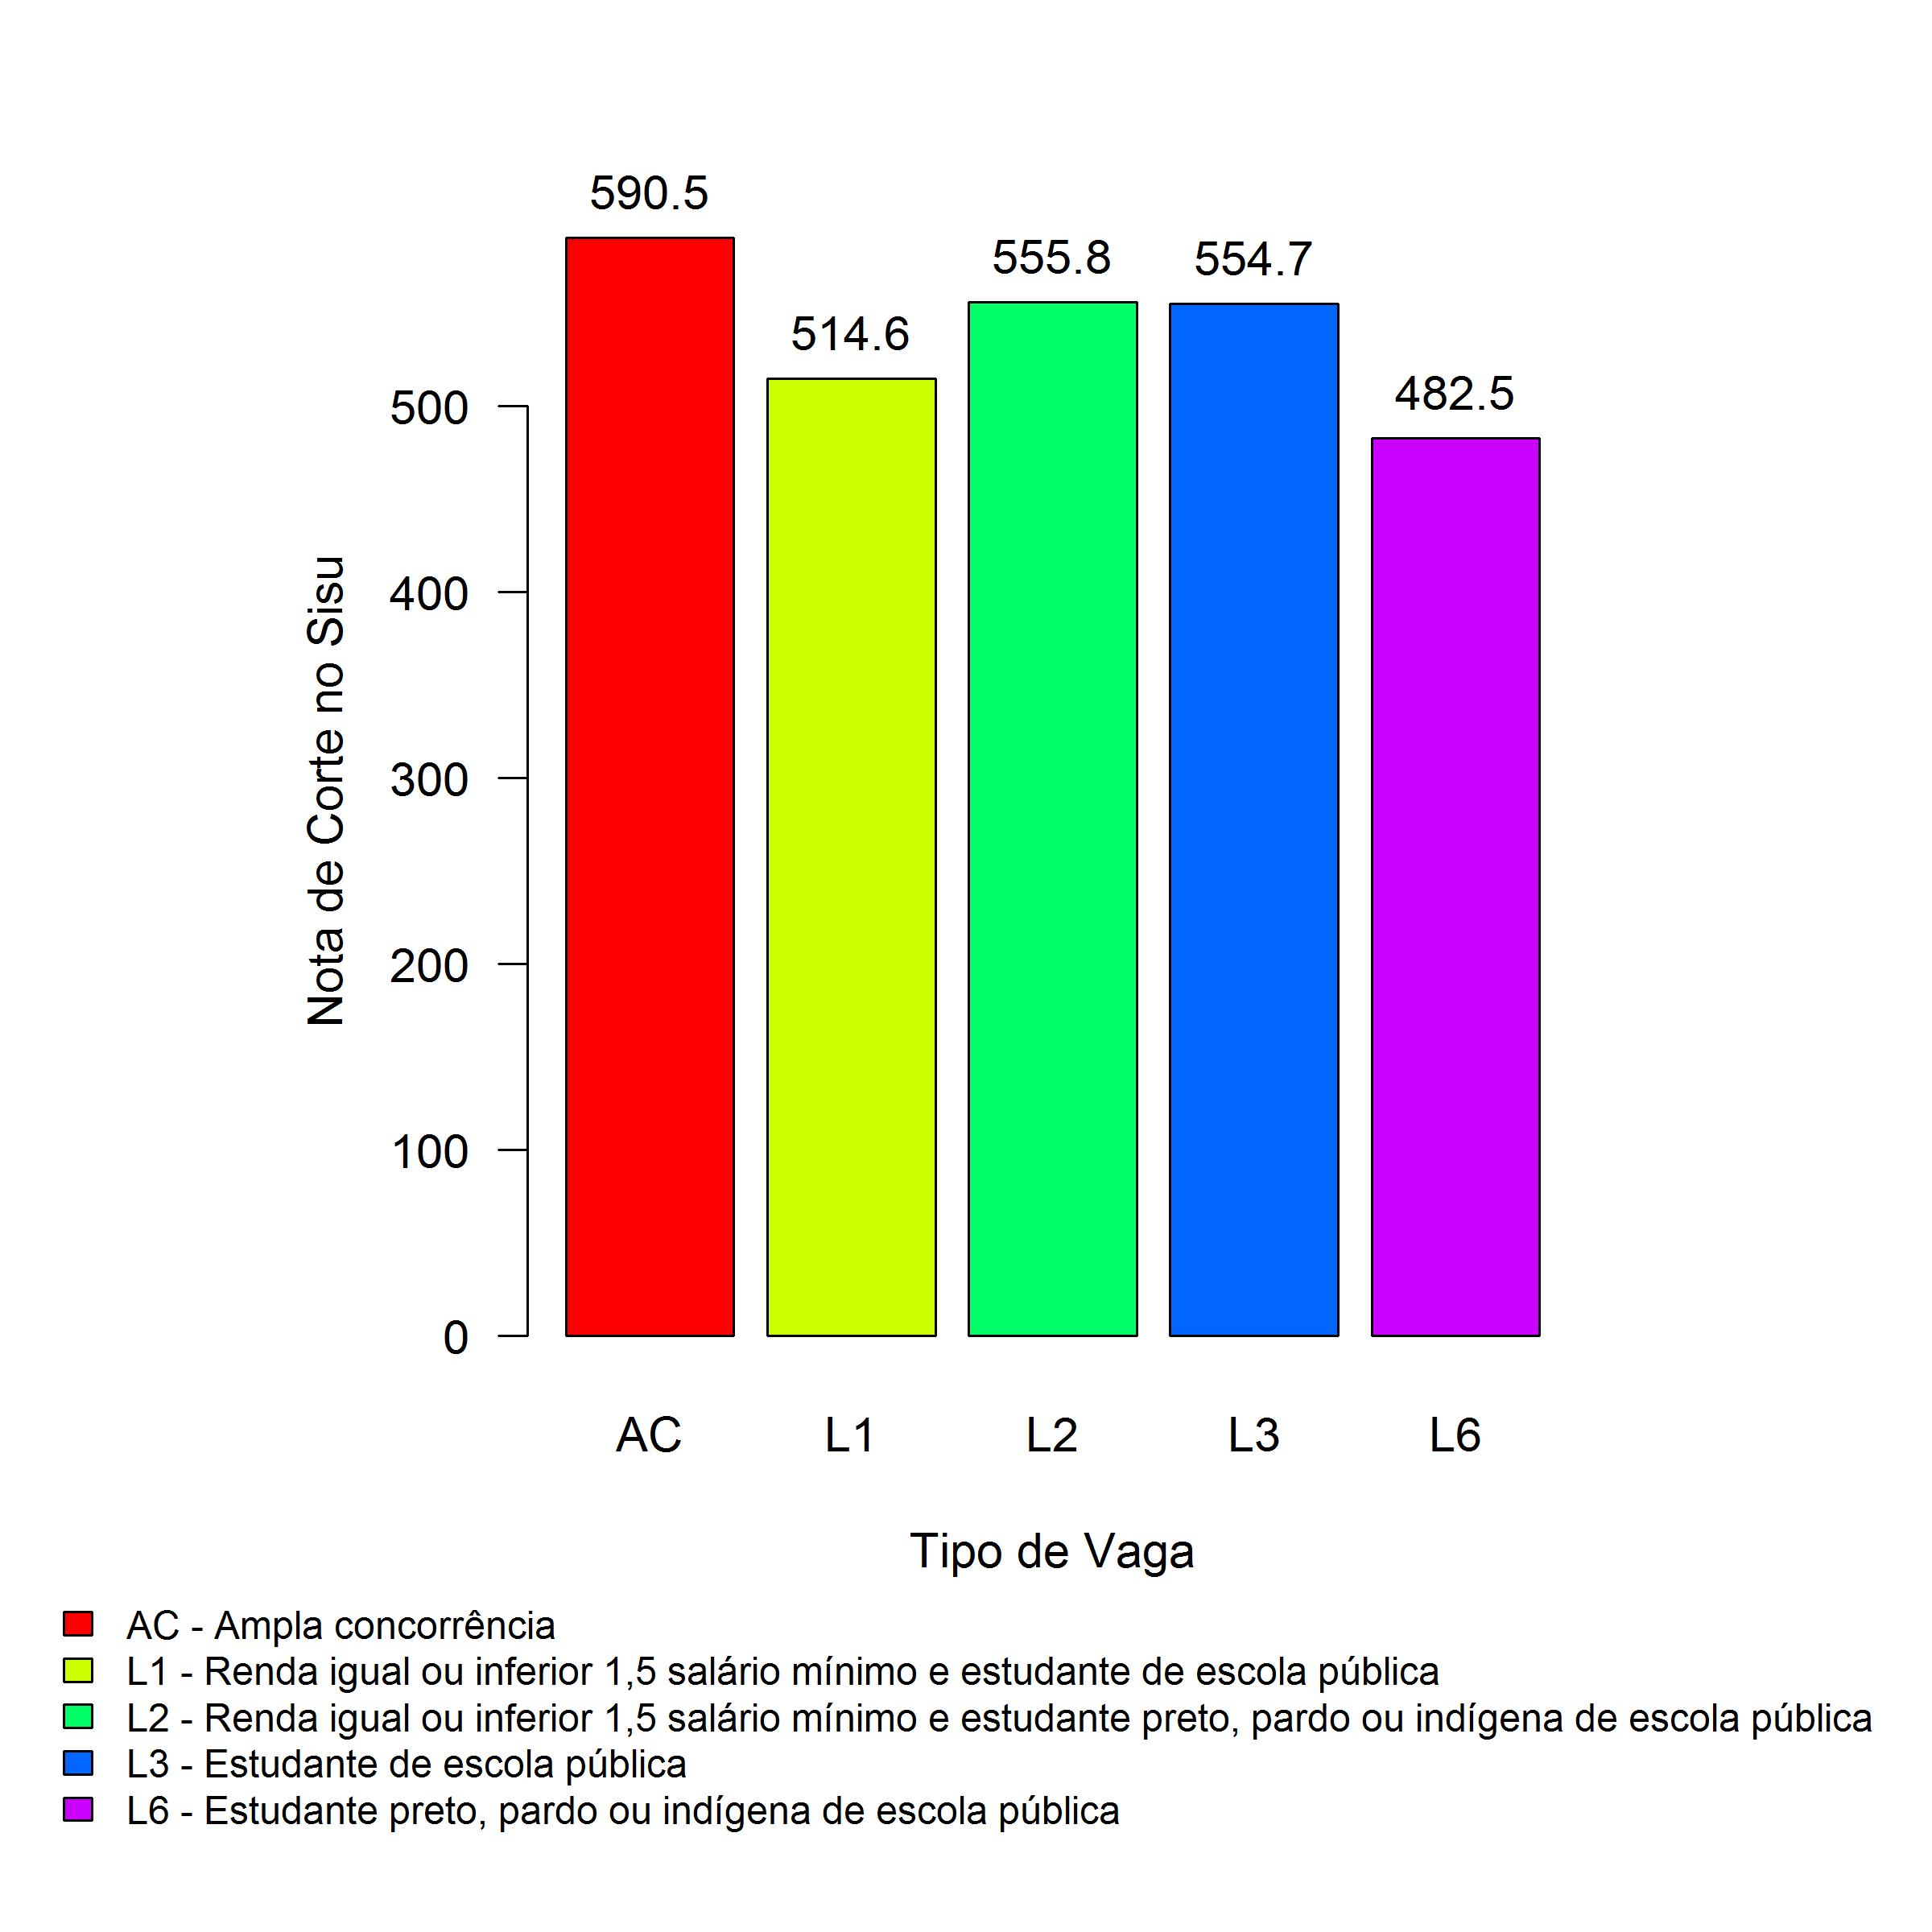 590.5
555.8
554.7
514.6
482.5
500
400
300
200
100
0
Nota de Corte no Sisu
AC L1 L2 L3 L6
Tipo de Vaga
AC - Ampla concorrência
L1 - Renda igual ou inferior 1,5 salário mínimo e estudante de escola pública
L2 - Renda igual ou inferior 1,5 salário mínimo e estudante preto, pardo ou indígena de escola pública
L3 - Estudante de escola pública
L6 - Estudante preto, pardo ou indígena de escola pública